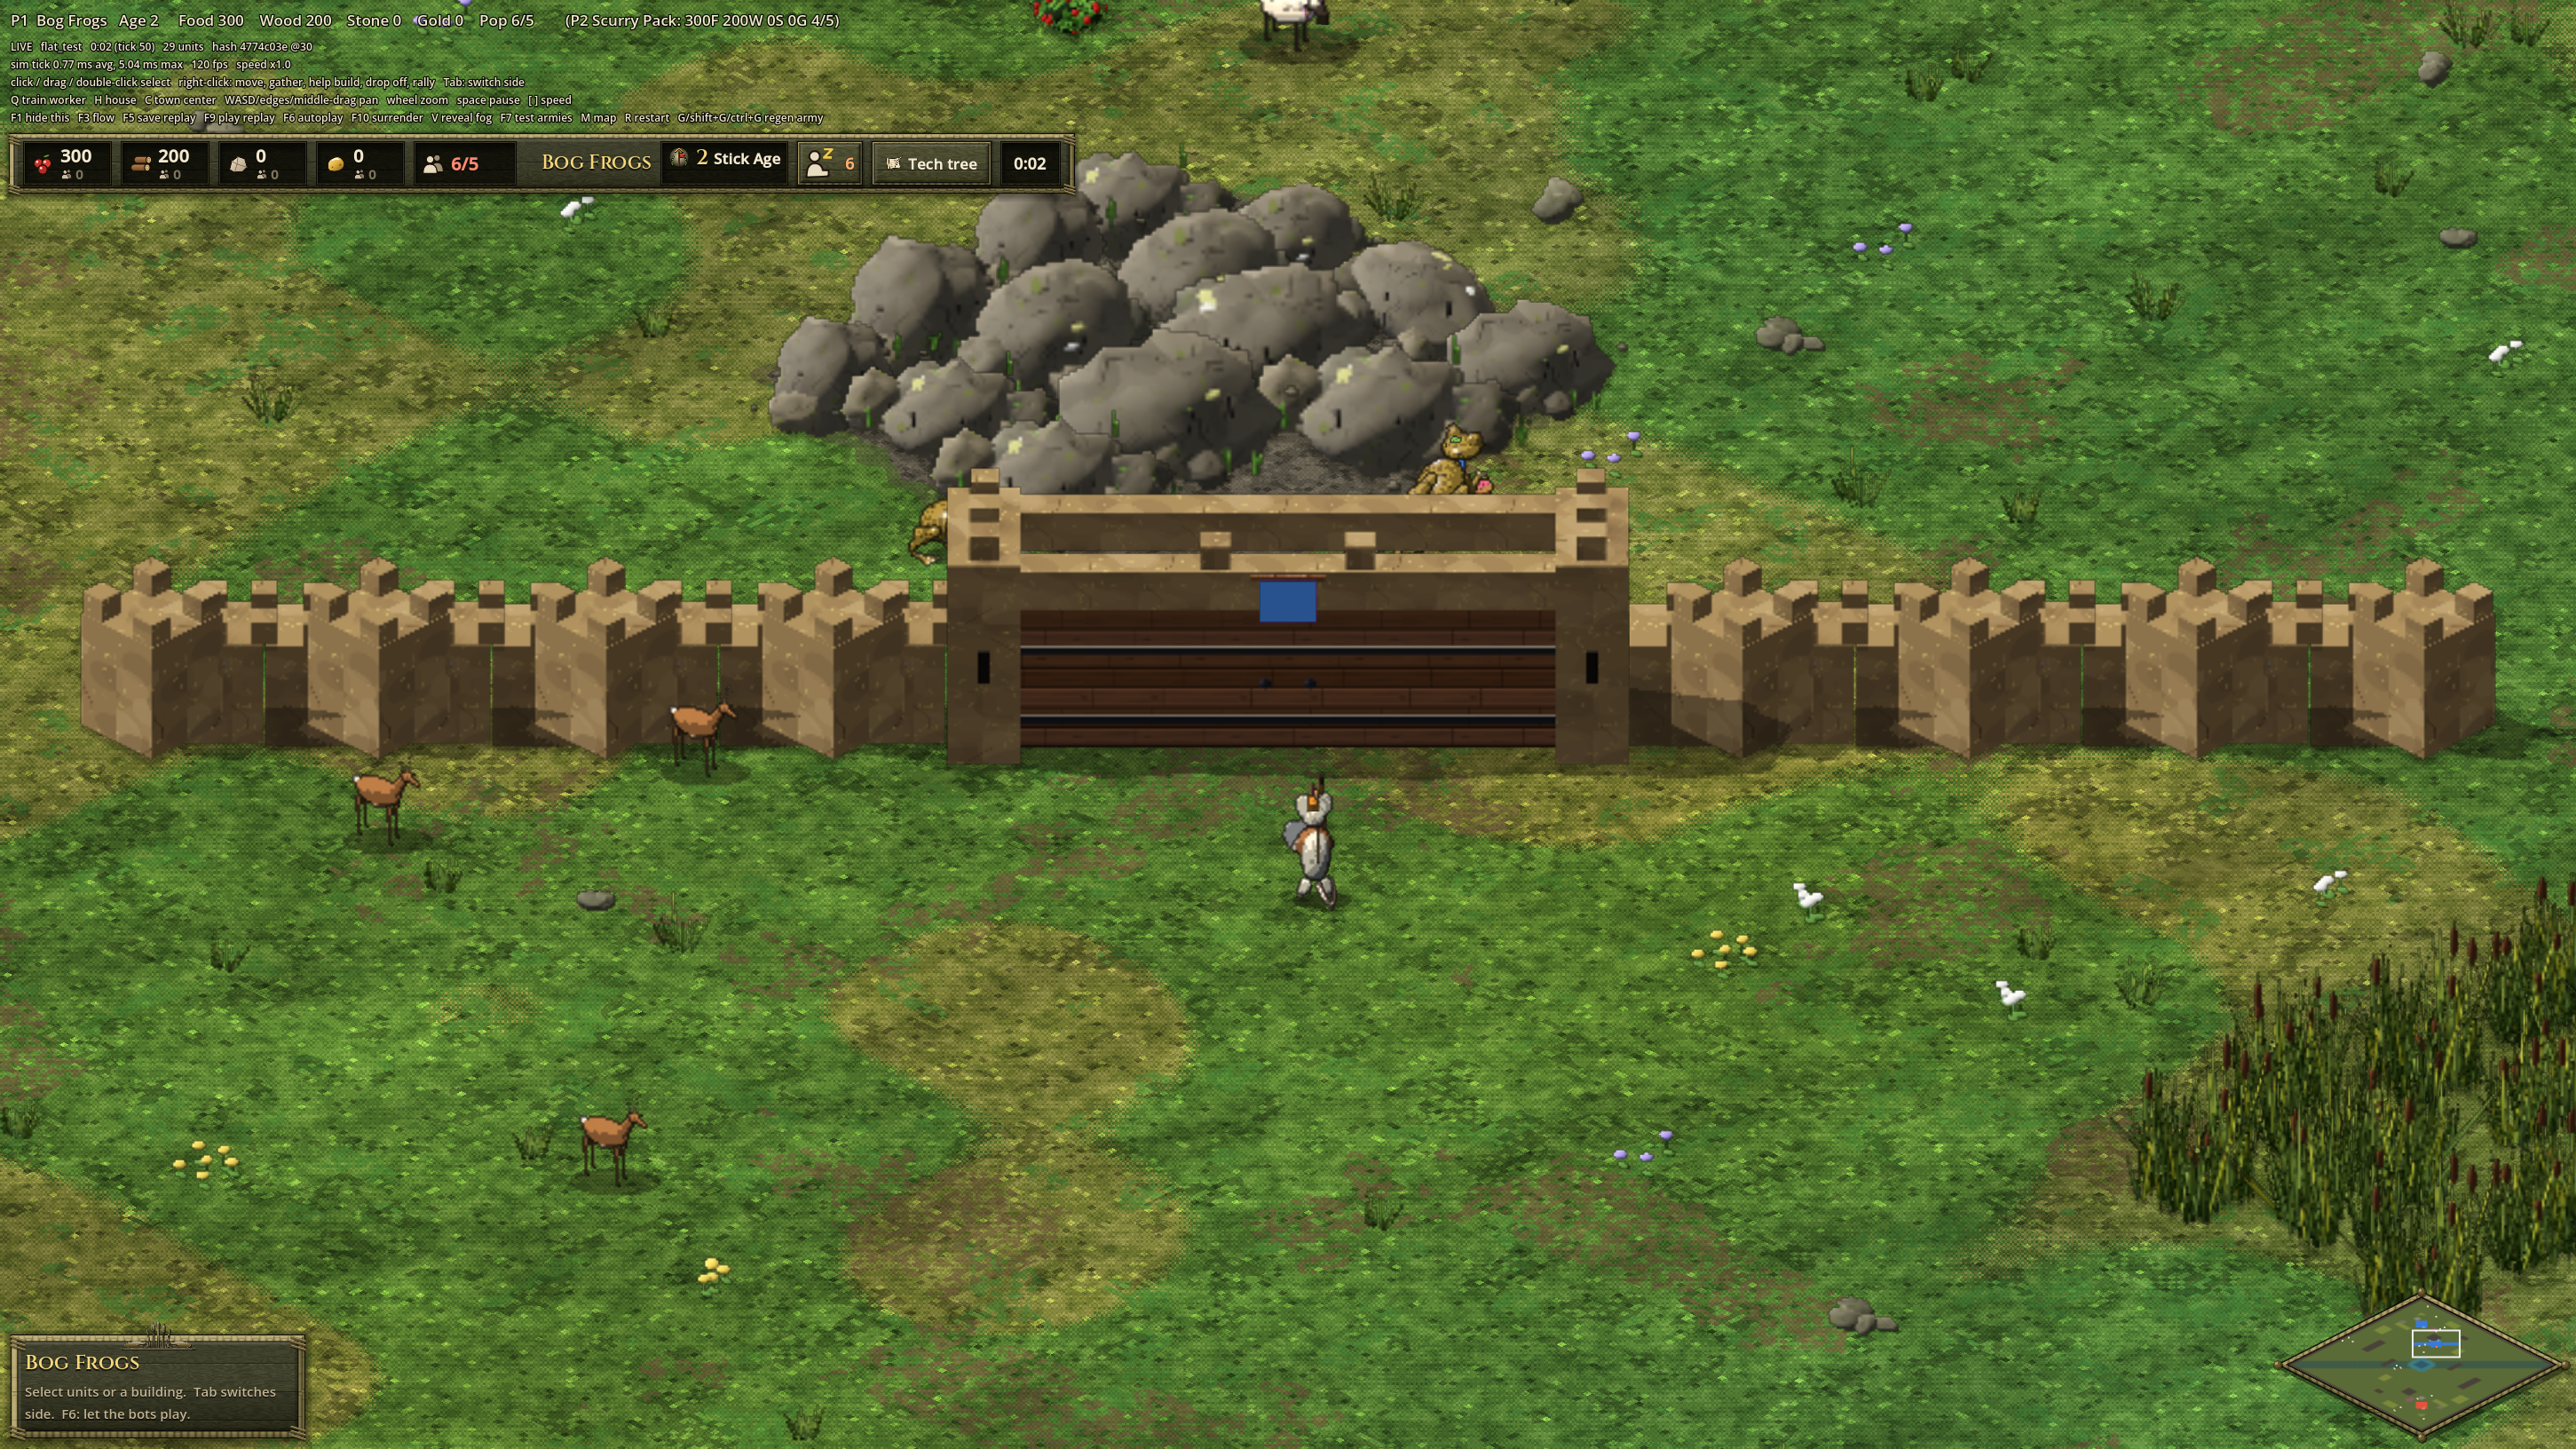 P1 Bog Frogs Age 2 Food 300 Wood 200 Stone 0 Gold 0 Pop 6/5 (P2 Scurry Pack: 300F 200W 0S 0G 4/5)
LIVE flat_test 0:02 (tick 50) 29 units hash 4774c03e @30
sim tick 0.77 ms avg, 5.04 ms max 120 fps speed x1.0
click / drag / double-click select right-click: move, gather, help build, drop off, rally Tab: switch side
Q train worker H house C town center WASD/edges/middle-drag pan wheel zoom space pause [ ] speed
F1 hide this F3 flow F5 save replay F9 play replay F6 autoplay F10 surrender V reveal fog F7 test armies M map R restart G/shift+G/ctrl+G regen army
300 200 0 0 6/5 Bog Frogs 2 Stick Age Z 6 Tech tree 0:02
0 0 0 0
Bog Frogs
Select units or a building. Tab switches
side. F6: let the bots play.